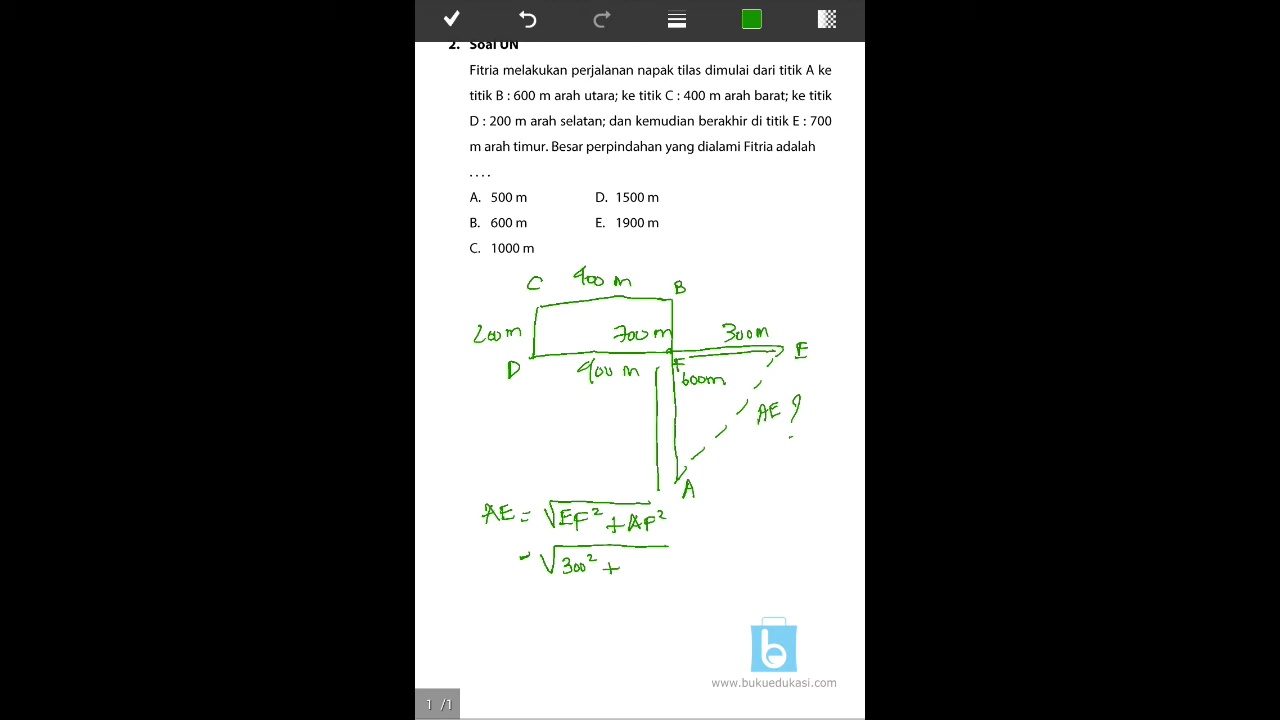 2. Soal UN
Fitria melakukan perjalanan napak tilas dimulai dari titik A ke
titik B : 600 m arah utara; ke titik C : 400 m arah barat; ke titik
D : 200 m arah selatan; dan kemudian berakhir di titik E : 700
m arah timur. Besar perpindahan yang dialami Fitria adalah
....
A. 500 m D. 1500 m
B. 600 m E. 1900 m
C. 1000 m
C 400 m B
200 m 700 m 300m E
D 400 m F 600m
AE ?
A
AE = √EF² + AF²
= √300² +
www.bukuedukasi.com
1 /1